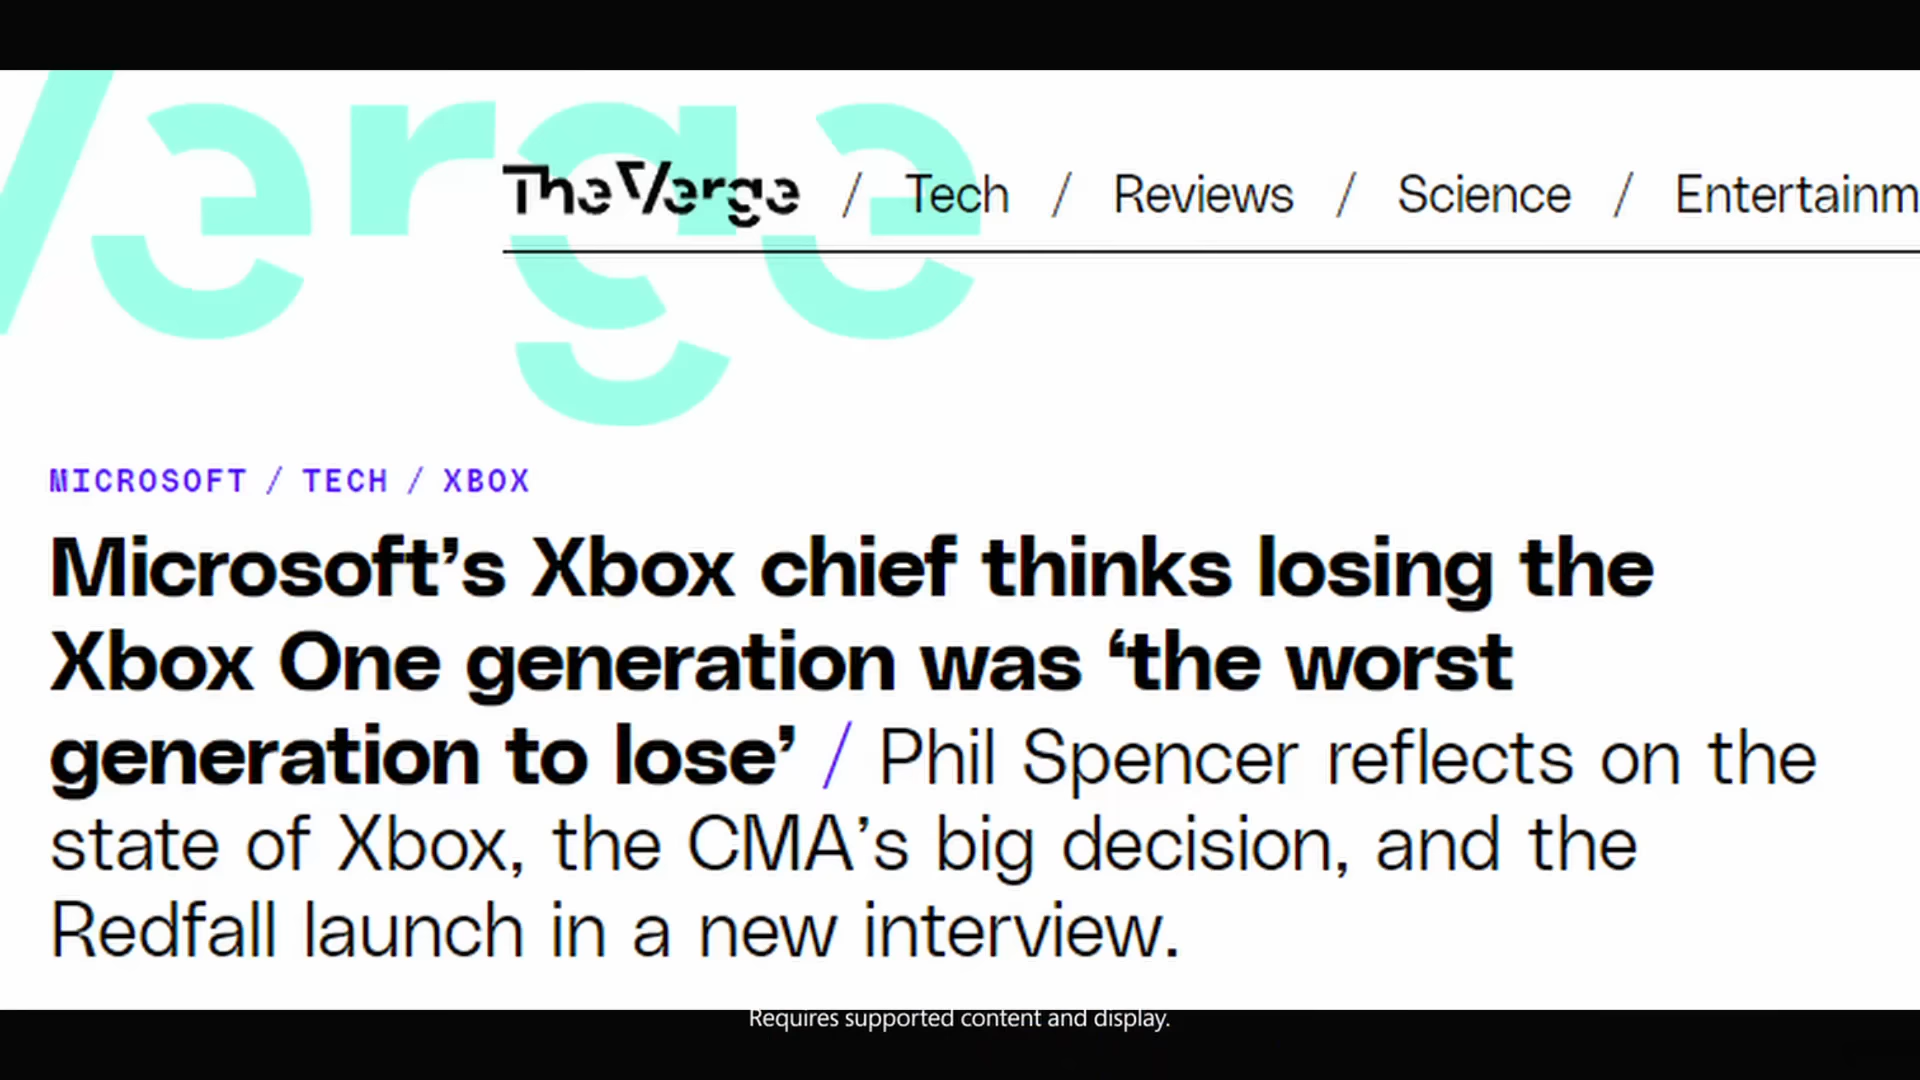 Verge
The Verge / Tech / Reviews / Science / Entertainm
MICROSOFT / TECH / XBOX
Microsoft’s Xbox chief thinks losing the
Xbox One generation was ‘the worst
generation to lose’ / Phil Spencer reflects on the
state of Xbox, the CMA’s big decision, and the
Redfall launch in a new interview.
Requires supported content and display.